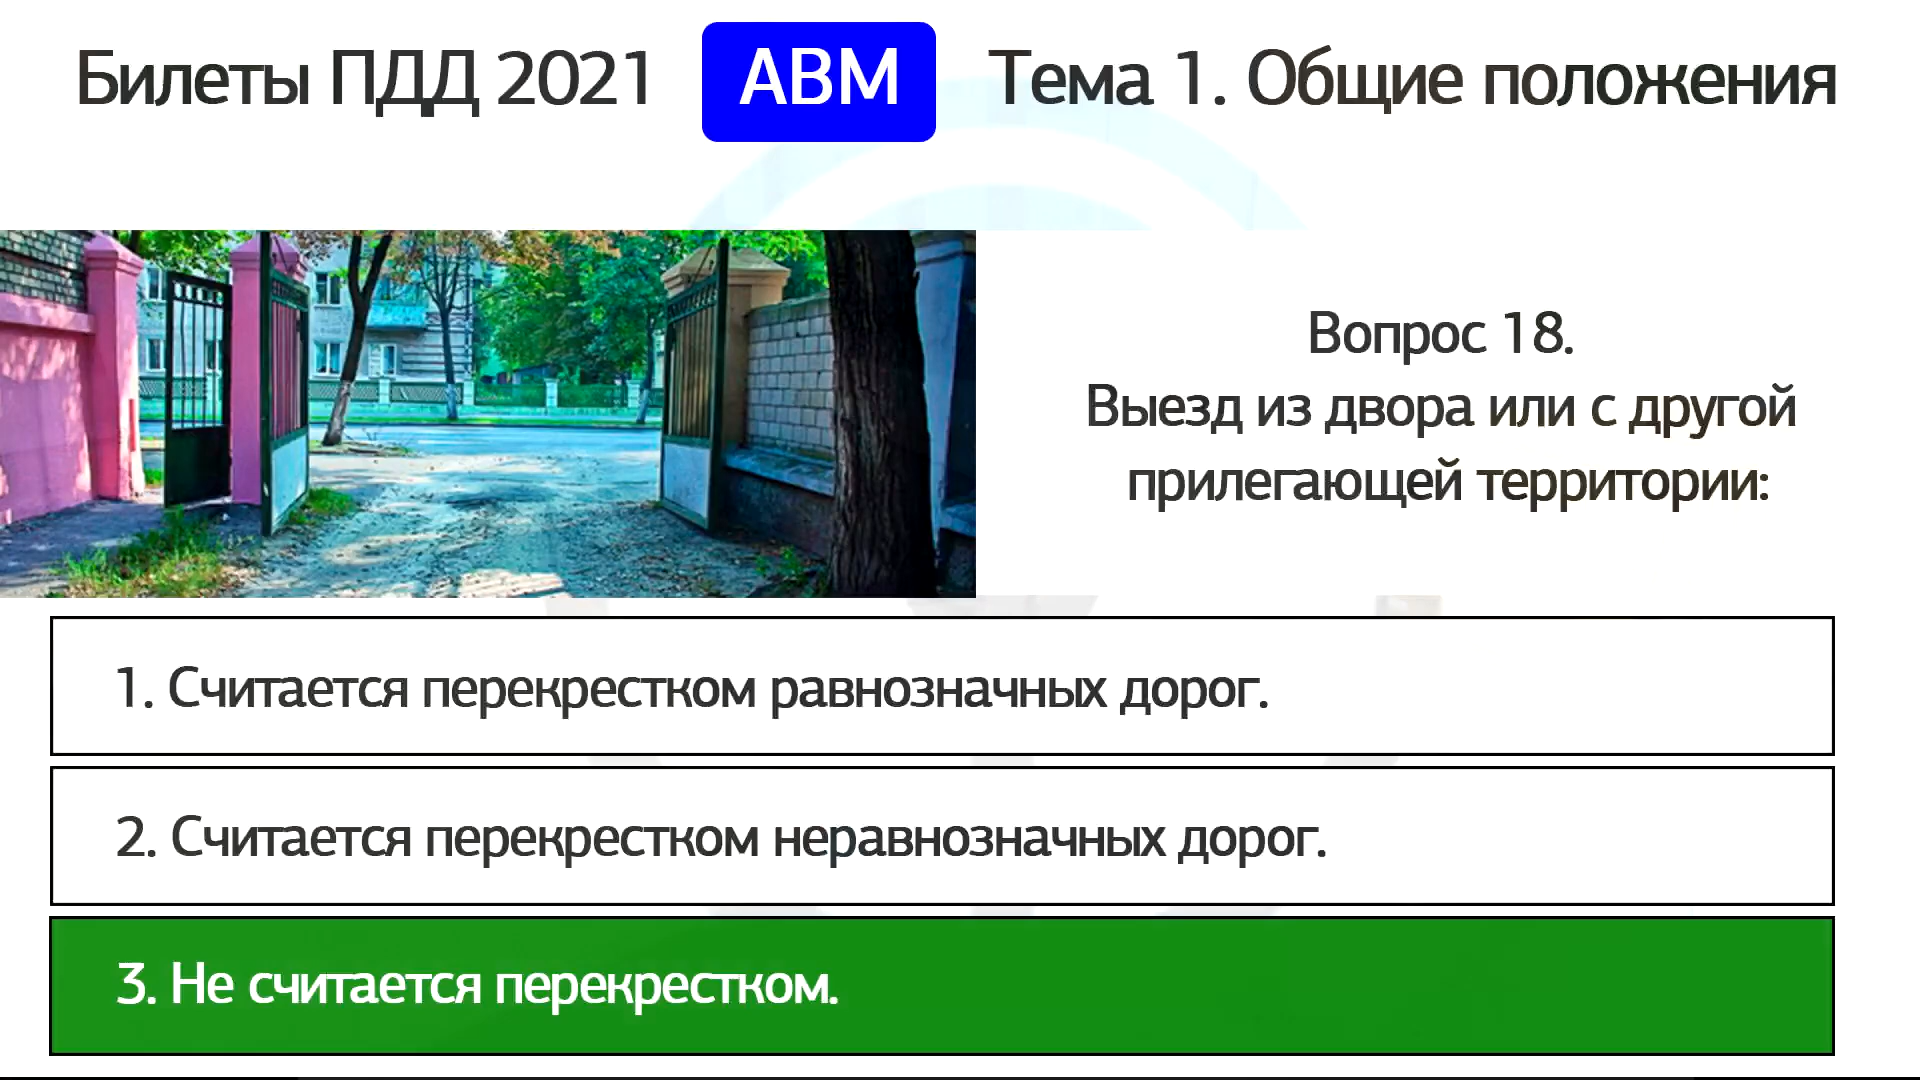 Билеты ПДД 2021 АВМ Тема 1. Общие положения
Вопрос 18.
Выезд из двора или с другой
прилегающей территории:
1. Считается перекрестком равнозначных дорог.
2. Считается перекрестком неравнозначных дорог.
3. Не считается перекрестком.